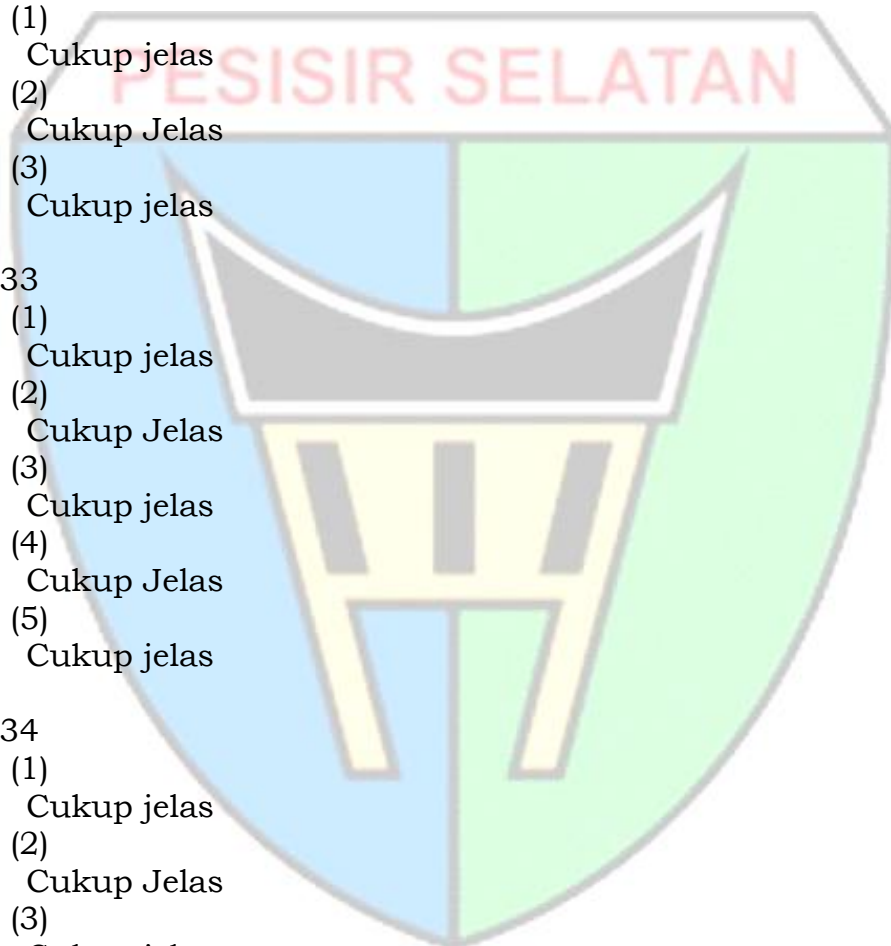 (1)
Cukup jelas
PESISIR SELATAN
(2)
Cukup Jelas
(3)
Cukup jelas
33
(1)
Cukup jelas
(2)
Cukup Jelas
(3)
Cukup jelas
(4)
Cukup Jelas
(5)
Cukup jelas
34
(1)
Cukup jelas
(2)
Cukup Jelas
(3)